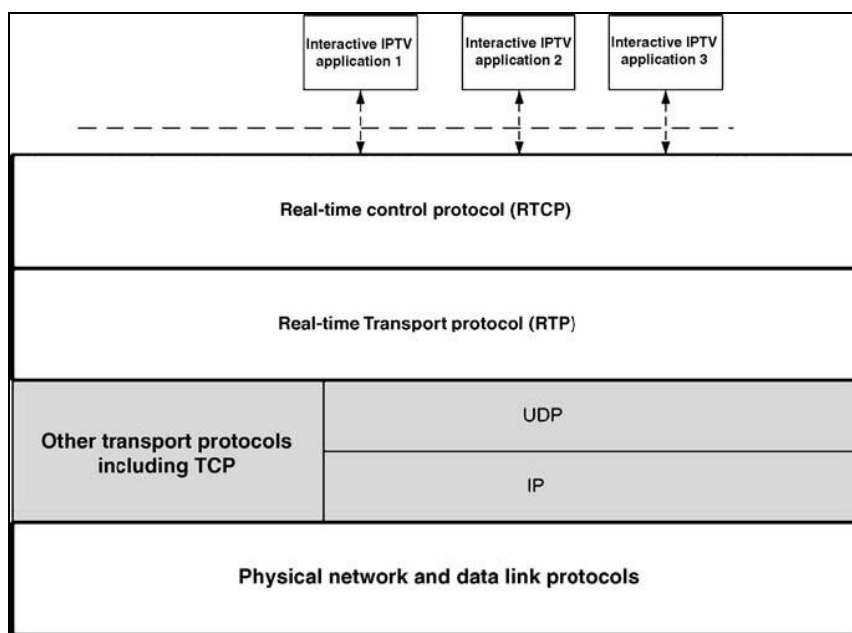 Interactive IPTV
application 1
Interactive IPTV
application 2
Interactive IPTV
application 3
Real-time control protocol (RTCP)
Real-time Transport protocol (RTP)
Other transport protocols
including TCP
UDP
IP
Physical network and data link protocols